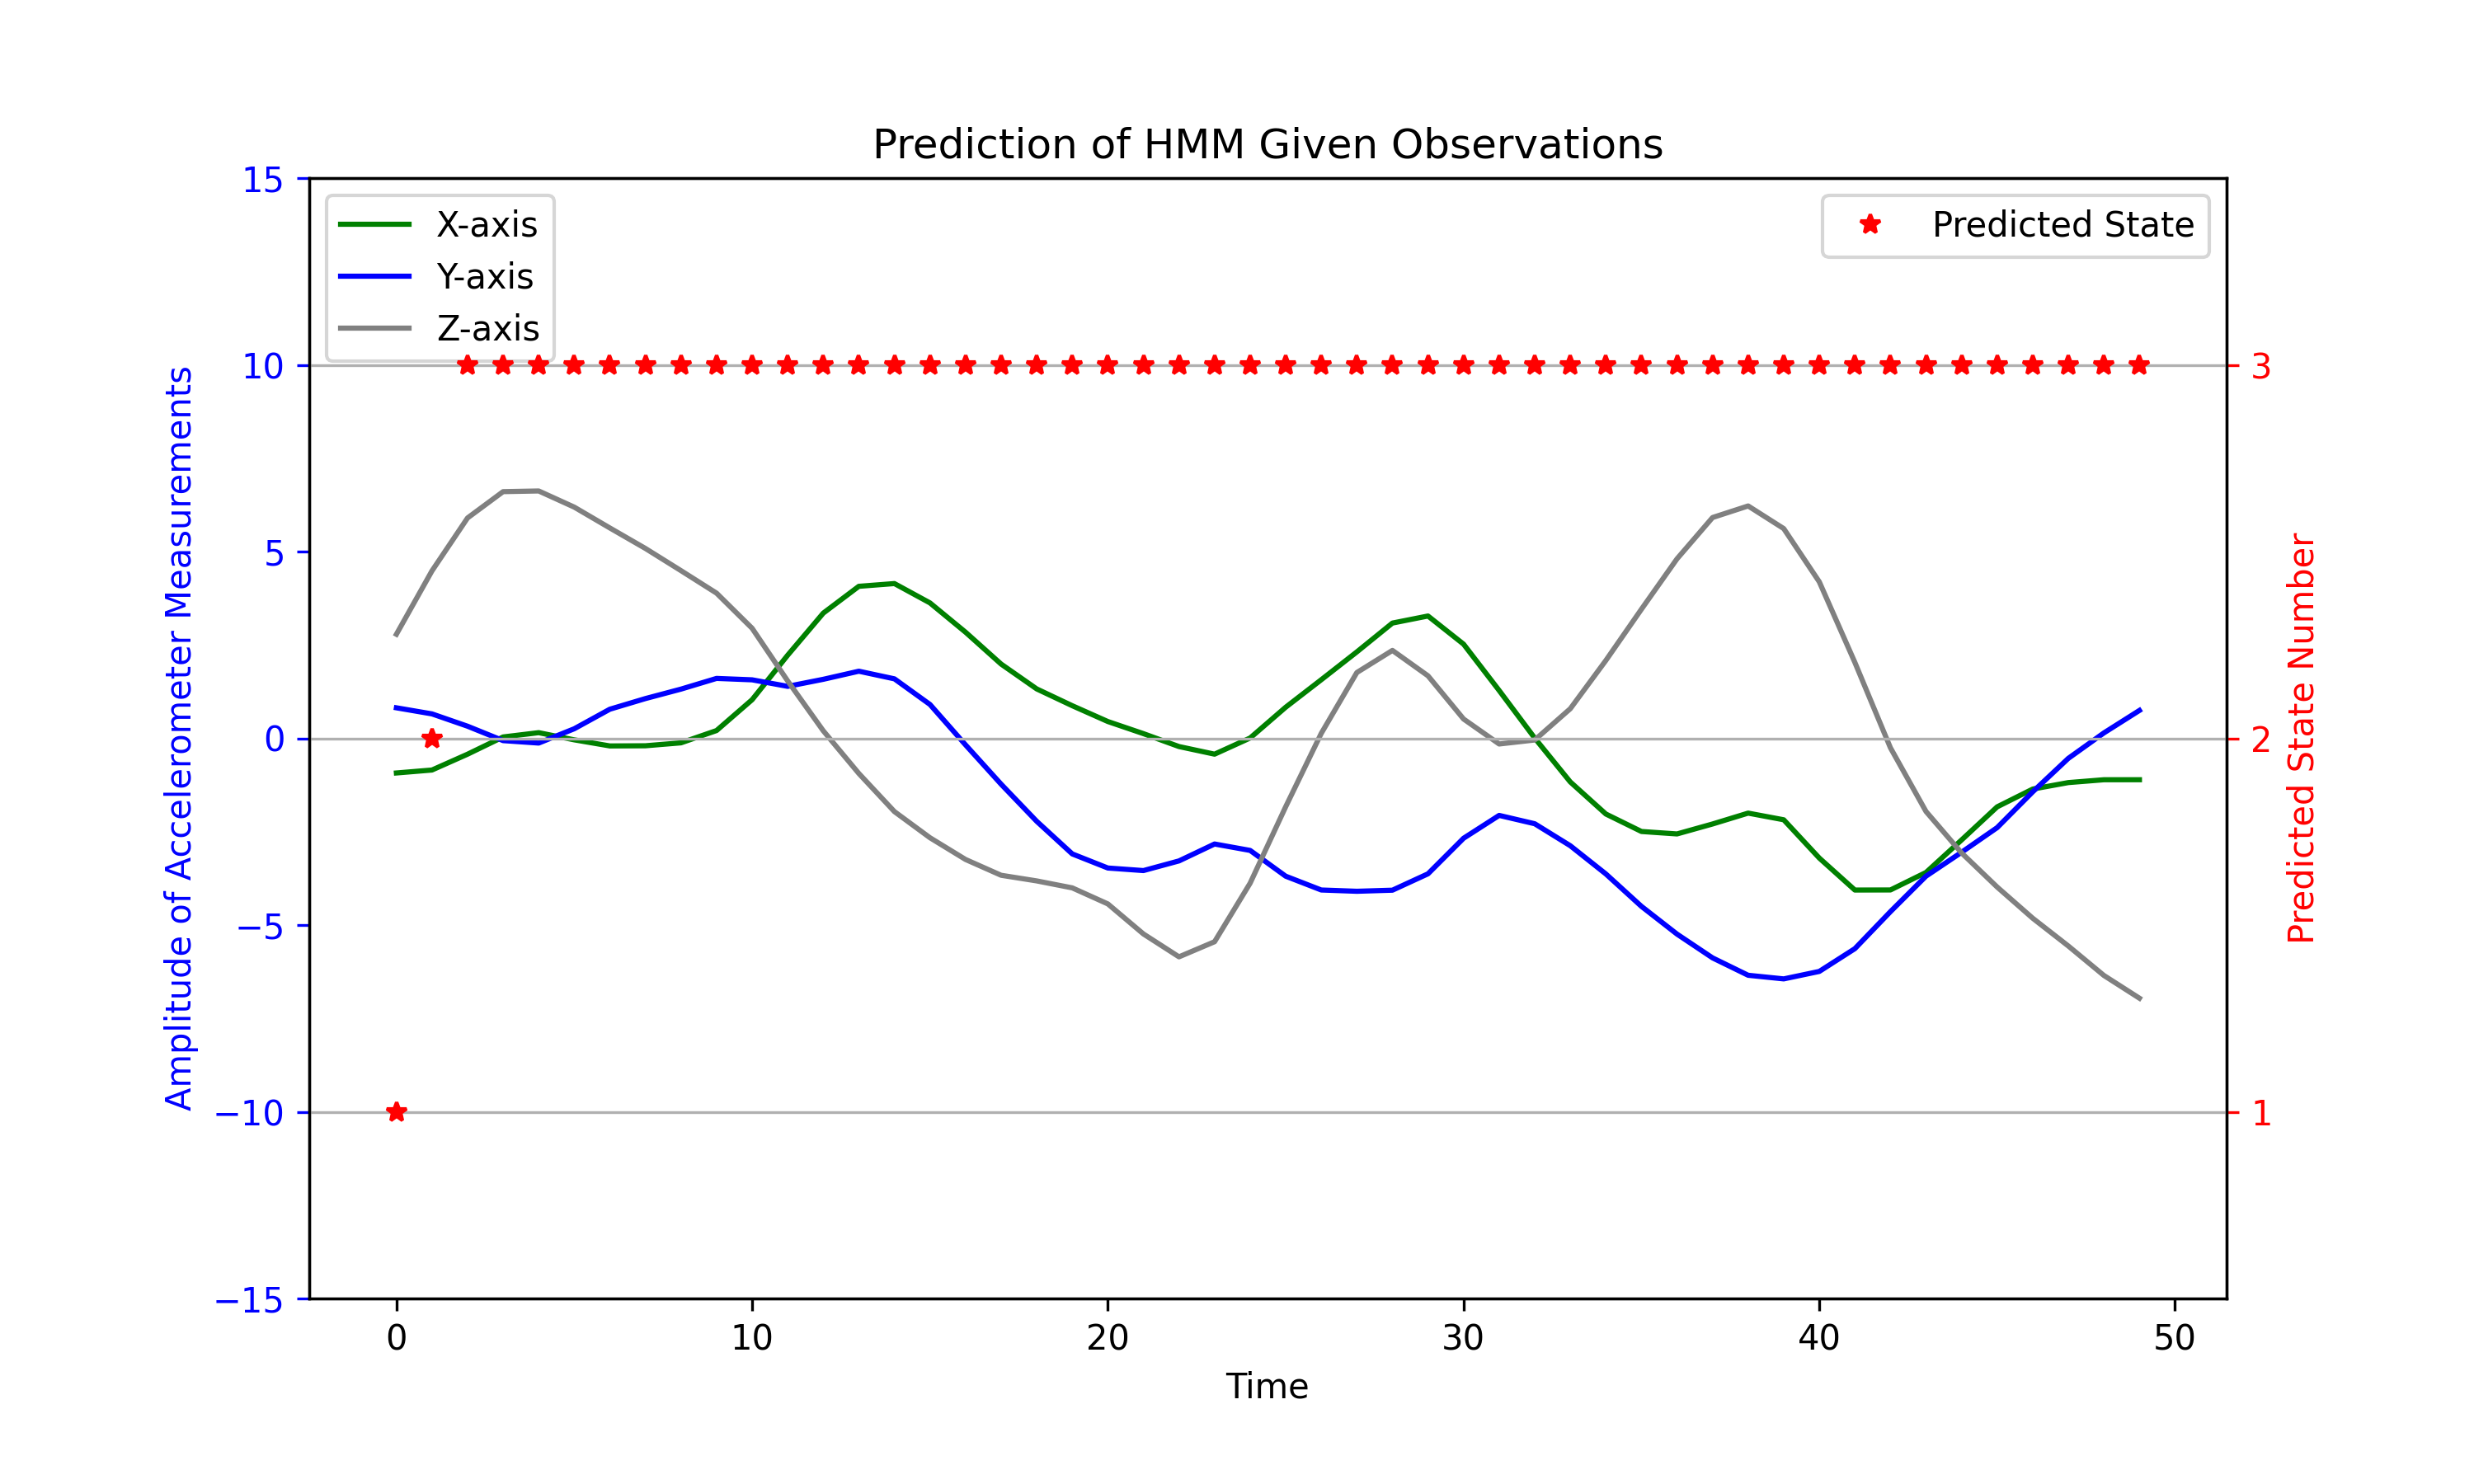 Prediction of HMM Given Observations
X-axis
Y-axis
Z-axis
Predicted State
15
10
5
0
−5
−10
−15
Amplitude of Accelerometer Measurements
3
2
1
Predicted State Number
0 10 20 30 40 50
Time